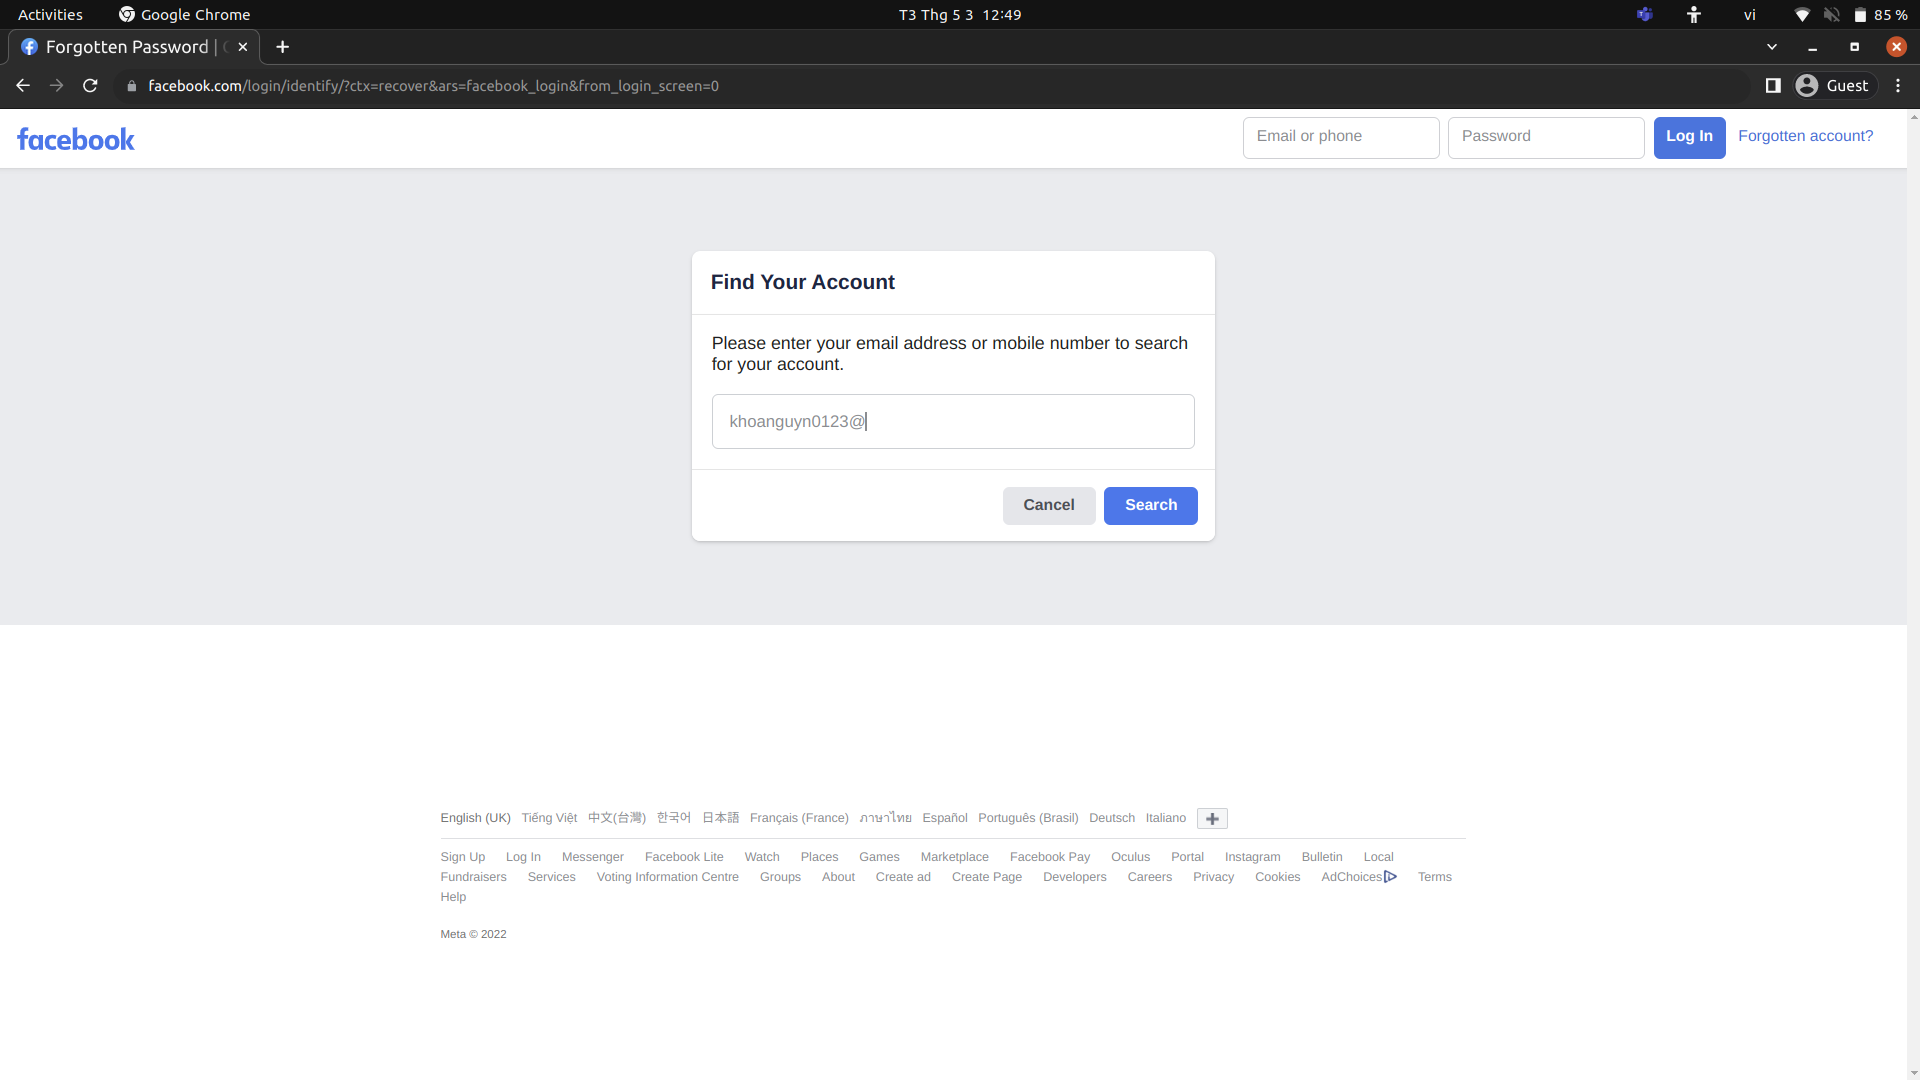 Activities Google Chrome T3 Thg 5 3 12:49 vi 85 %
Forgotten Password |
facebook.com/login/identify/?ctx=recover&ars=facebook_login&from_login_screen=0 Guest
facebook Email or phone Password Log In Forgotten account?
Find Your Account
Please enter your email address or mobile number to search
for your account.
khoanguyn0123@
Cancel Search
English (UK) Tiếng Việt 中文(台灣) 한국어 日本語 Français (France) ภาษาไทย Español Português (Brasil) Deutsch Italiano
Sign Up Log In Messenger Facebook Lite Watch Places Games Marketplace Facebook Pay Oculus Portal Instagram Bulletin Local
Fundraisers Services Voting Information Centre Groups About Create ad Create Page Developers Careers Privacy Cookies AdChoices Terms
Help
Meta © 2022